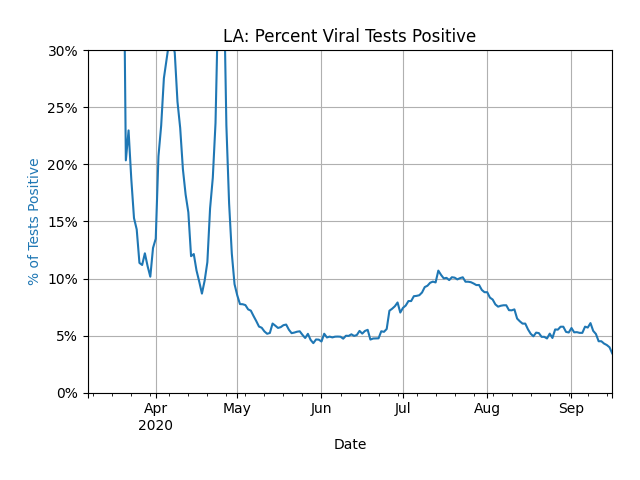 LA: Percent Viral Tests Positive
% of Tests Positive
30%
25%
20%
15%
10%
5%
0%
Apr
2020
May
Jun
Jul
Aug
Sep
Date